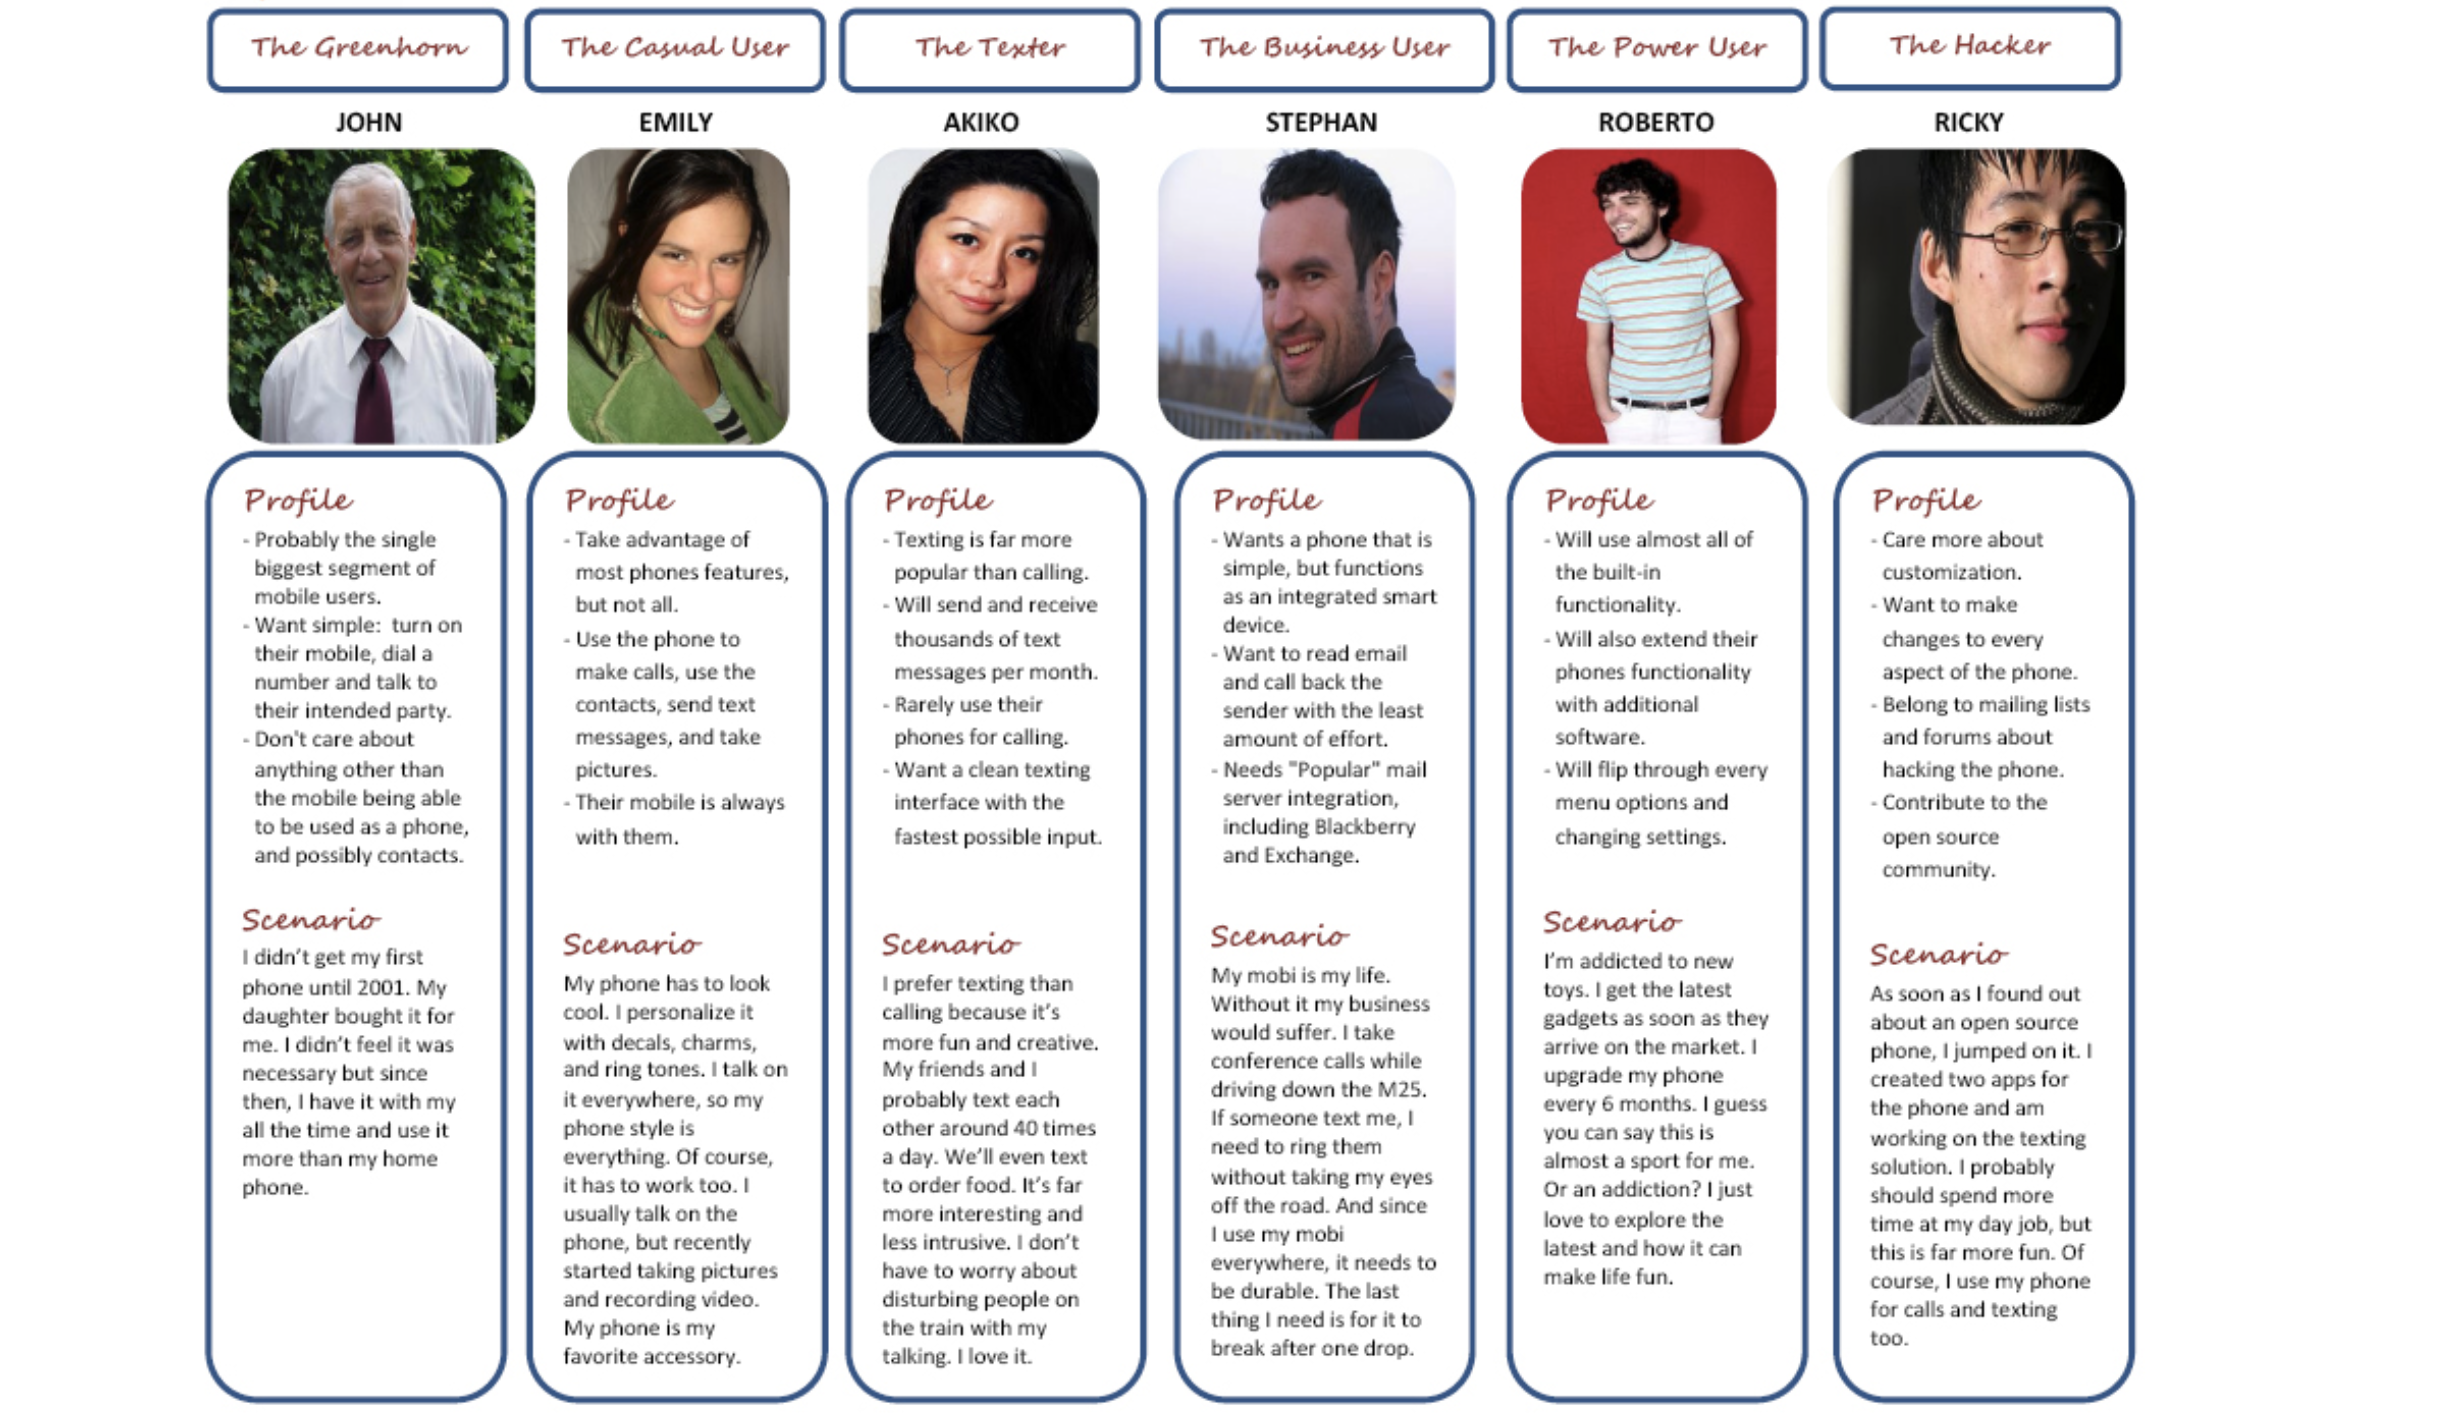 The Greenhorn
The Casual User
The Texter
The Business User
The Power User
The Hacker
JOHN
EMILY
AKIKO
STEPHAN
ROBERTO
RICKY
Profile
- Probably the single
biggest segment of
mobile users.
- Want simple: turn on
their mobile, dial a
number and talk to
their intended party.
- Don't care about
anything other than
the mobile being able
to be used as a phone,
and possibly contacts.
Scenario
I didn't get my first
phone until 2001. My
daughter bought it for
me. I didn't feel it was
necessary but since
then, I have it with my
all the time and use it
more than my home
phone.
Profile
- Take advantage of
most phones features,
but not all.
- Use the phone to
make calls, use the
contacts, send text
messages, and take
pictures.
- Their mobile is always
with them.
Scenario
My phone has to look
cool. I personalize it
with decals, charms,
and ring tones. I talk on
it everywhere, so my
phone style is
everything. Of course,
it has to work too. I
usually talk on the
phone, but recently
started taking pictures
and recording video.
My phone is my
favorite accessory.
Profile
- Texting is far more
popular than calling.
- Will send and receive
thousands of text
messages per month.
- Rarely use their
phones for calling.
- Want a clean texting
interface with the
fastest possible input.
Scenario
I prefer texting than
calling because it's
more fun and creative.
My friends and I
probably text each
other around 40 times
a day. We'll even text
to order food. It's far
more interesting and
less intrusive. I don't
have to worry about
disturbing people on
the train with my
talking. I love it.
Profile
- Wants a phone that is
simple, but functions
as an integrated smart
device.
- Want to read email
and call back the
sender with the least
amount of effort.
- Needs "Popular" mail
server integration,
including Blackberry
and Exchange.
Scenario
My mobi is my life.
Without it my business
would suffer. I take
conference calls while
driving down the M25.
If someone text me, I
need to ring them
without taking my eyes
off the road. And since
I use my mobi
everywhere, it needs to
be durable. The last
thing I need is for it to
break after one drop.
Profile
- Will use almost all of
the built-in
functionality.
- Will also extend their
phones functionality
with additional
software.
- Will flip through every
menu options and
changing settings.
Scenario
I'm addicted to new
toys. I get the latest
gadgets as soon as they
arrive on the market. I
upgrade my phone
every 6 months. I guess
you can say this is
almost a sport for me.
Or an addiction? I just
love to explore the
latest and how it can
make life fun.
Profile
- Care more about
customization.
- Want to make
changes to every
aspect of the phone.
- Belong to mailing lists
and forums about
hacking the phone.
- Contribute to the
open source
community.
Scenario
As soon as I found out
about an open source
phone, I jumped on it. I
created two apps for
the phone and am
working on the texting
solution. I probably
should spend more
time at my day job, but
this is far more fun. Of
course, I use my phone
for calls and texting
too.